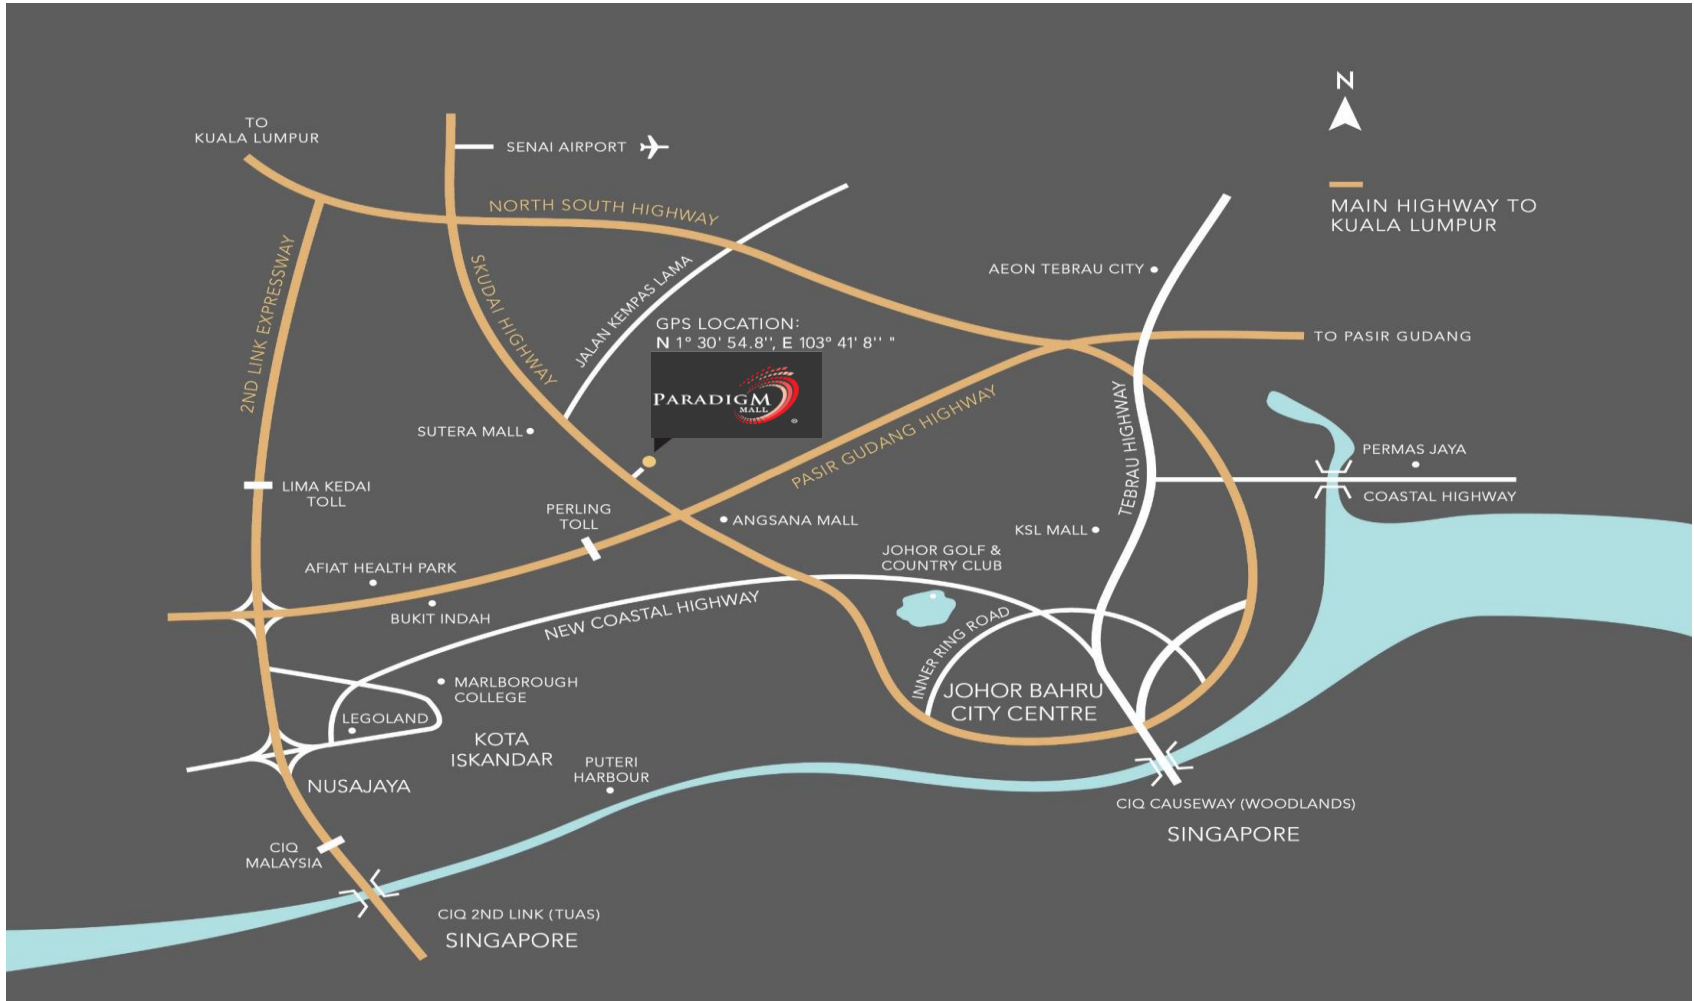 N
TO
KUALA LUMPUR
SENAI AIRPORT
MAIN HIGHWAY TO
KUALA LUMPUR
NORTH SOUTH HIGHWAY
2ND LINK EXPRESSWAY
SKUDAI HIGHWAY
JALAN KEMPAS LAMA
AEON TEBRAU CITY
GPS LOCATION:
N 1° 30' 54.8'', E 103° 41' 8'' "
TO PASIR GUDANG
PARADIGM
MALL
SUTERA MALL
PASIR GUDANG HIGHWAY
TEBRAU HIGHWAY
PERMAS JAYA
COASTAL HIGHWAY
LIMA KEDAI
TOLL
PERLING
TOLL
ANGSANA MALL
KSL MALL
JOHOR GOLF &
COUNTRY CLUB
AFIAT HEALTH PARK
BUKIT INDAH
NEW COASTAL HIGHWAY
INNER RING ROAD
MARLBOROUGH
COLLEGE
JOHOR BAHRU
CITY CENTRE
LEGOLAND
KOTA
ISKANDAR
PUTERI
HARBOUR
NUSAJAYA
CIQ CAUSEWAY (WOODLANDS)
SINGAPORE
CIQ
MALAYSIA
CIQ 2ND LINK (TUAS)
SINGAPORE